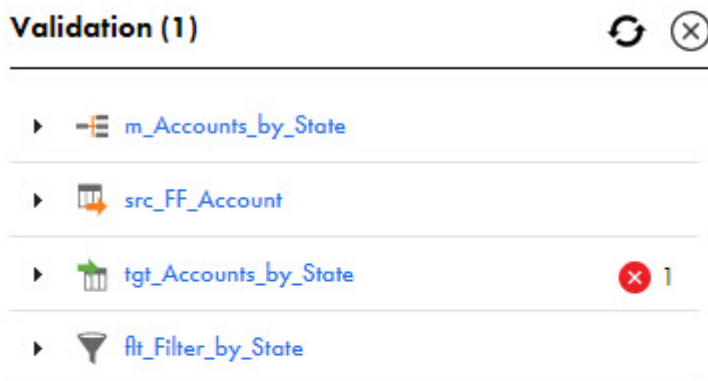 Validation (1)
m_Accounts_by_State
src_FF_Account
tgt_Accounts_by_State 1
flt_Filter_by_State